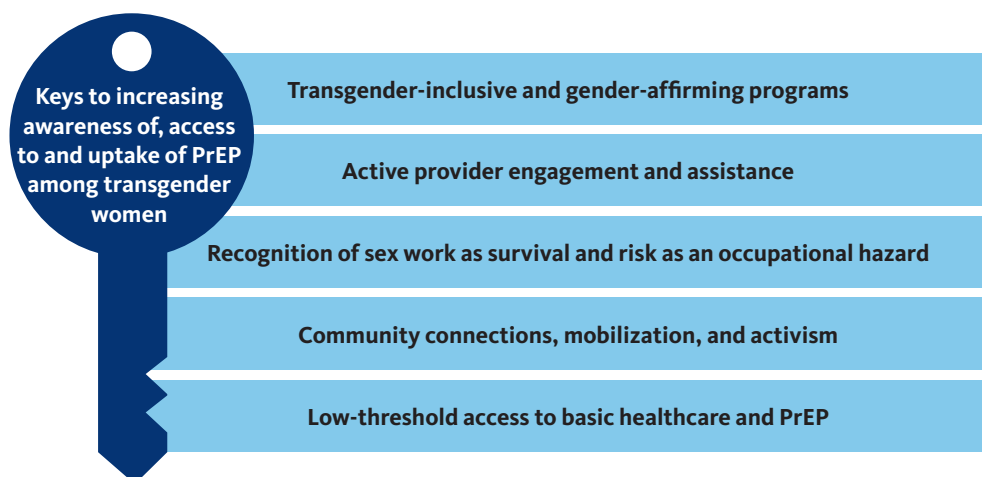 Keys to increasing
awareness of, access
to and uptake of PrEP
among transgender
women
Transgender-inclusive and gender-affirming programs
Active provider engagement and assistance
Recognition of sex work as survival and risk as an occupational hazard
Community connections, mobilization, and activism
Low-threshold access to basic healthcare and PrEP